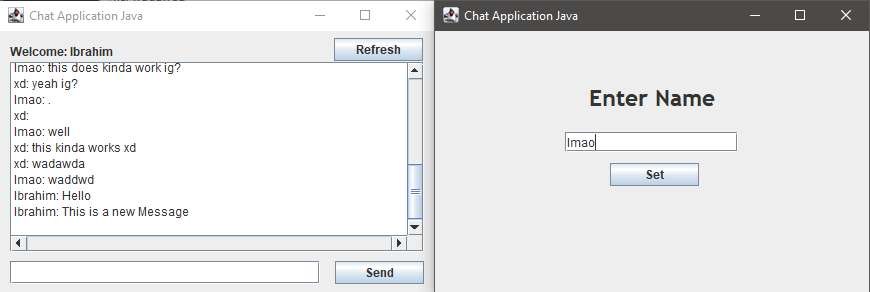 Chat Application Java
Welcome: Ibrahim
Refresh
lmao: this does kinda work ig?
xd: yeah ig?
lmao: .
xd:
lmao: well
xd: this kinda works xd
xd: wadawda
lmao: waddwd
Ibrahim: Hello
Ibrahim: This is a new Message
Send
Chat Application Java
Enter Name
lmao
Set